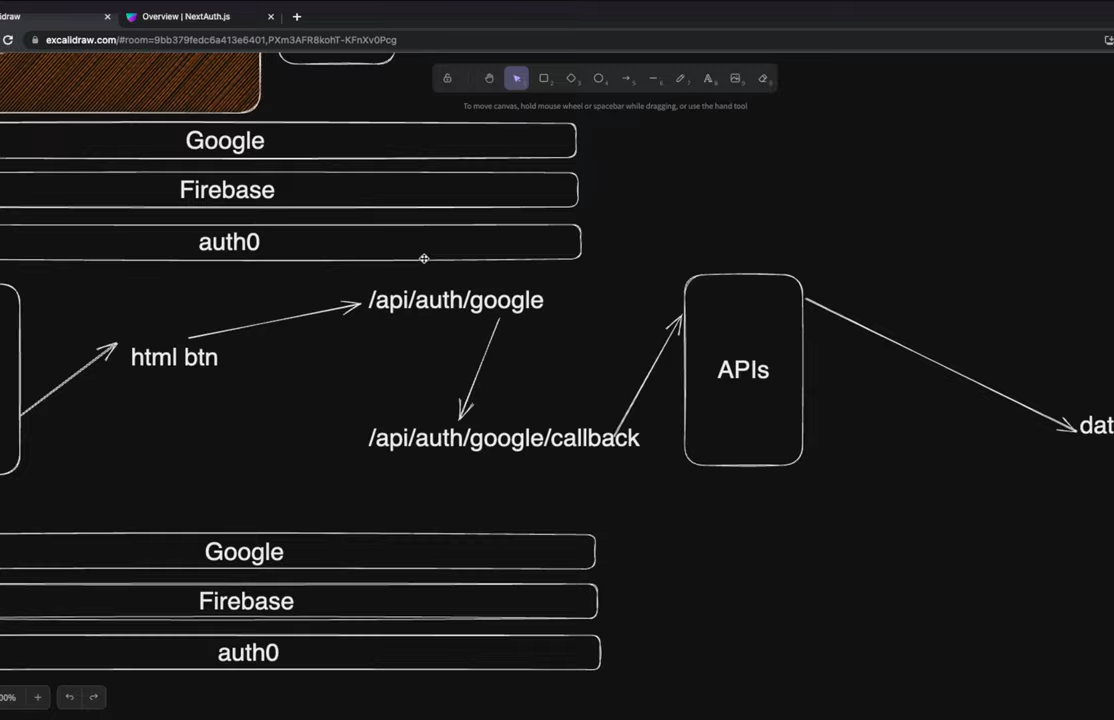 idraw
Overview | NextAuth.js
excalidraw.com/#room=9bb379fedc6a413e6401,PXm3AFR8kohT-KFnXv0Pcg
To move canvas, hold mouse wheel or spacebar while dragging, or use the hand tool
Google
Firebase
auth0
/api/auth/google
html btn
APIs
/api/auth/google/callback
dat
Google
Firebase
auth0
00%